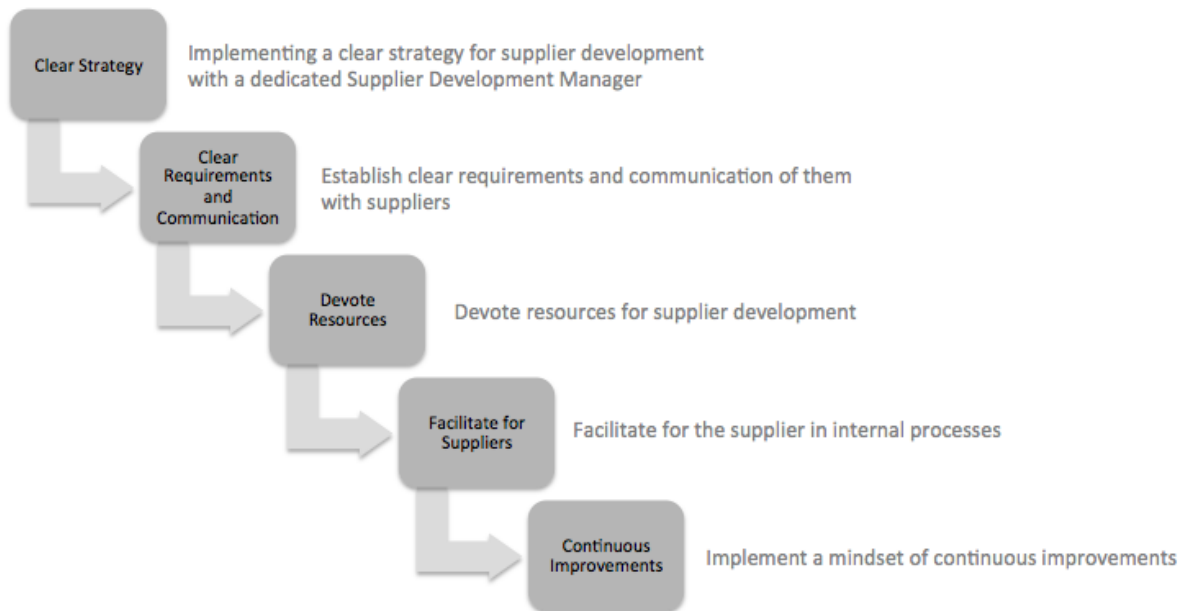 Clear Strategy
Implementing a clear strategy for supplier development
with a dedicated Supplier Development Manager
Clear
Requirements
and
Communication
Establish clear requirements and communication of them
with suppliers
Devote
Resources
Devote resources for supplier development
Facilitate for
Suppliers
Facilitate for the supplier in internal processes
Continuous
Improvements
Implement a mindset of continuous improvements